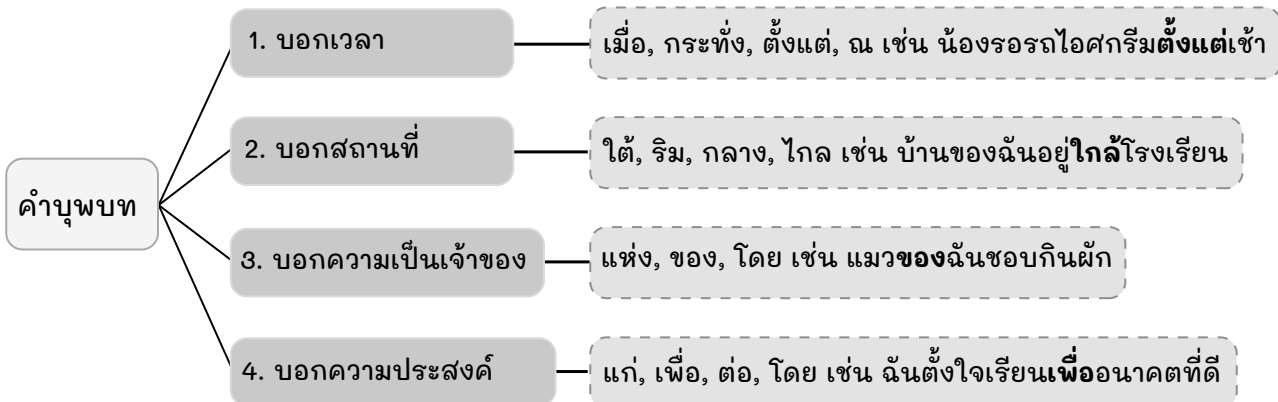 1. บอกเวลา
เมื่อ, กระทั่ง, ตั้งแต่, ณ เช่น น้องรอรถไอศกรีมตั้งแต่เช้า
2. บอกสถานที่
ใต้, ริม, กลาง, ไกล เช่น บ้านของฉันอยู่ใกล้โรงเรียน
คำบุพบท
3. บอกความเป็นเจ้าของ
แห่ง, ของ, โดย เช่น แมวของฉันชอบกินผัก
4. บอกความประสงค์
แก่, เพื่อ, ต่อ, โดย เช่น ฉันตั้งใจเรียนเพื่ออนาคตที่ดี